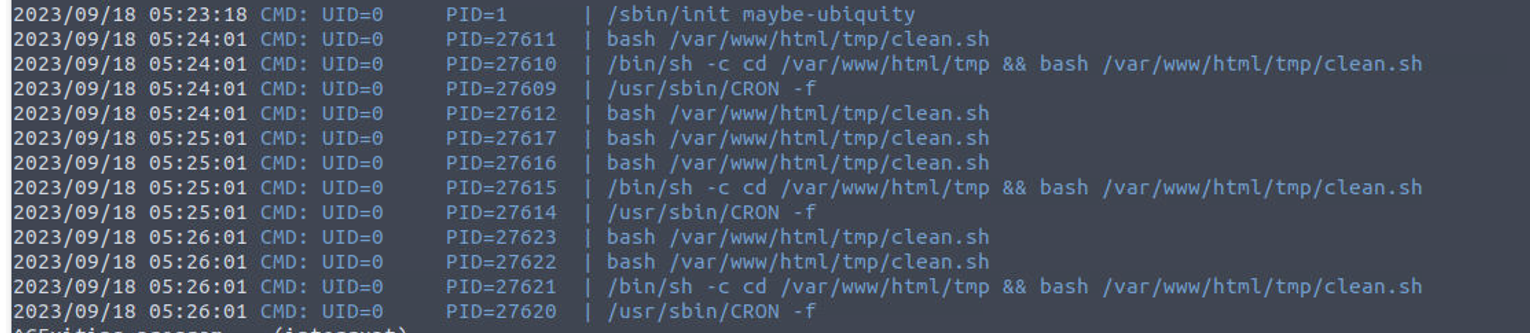 2023/09/18 05:23:18 CMD: UID=0     PID=1      | /sbin/init maybe-ubiquity
2023/09/18 05:24:01 CMD: UID=0     PID=27611  | bash /var/www/html/tmp/clean.sh
2023/09/18 05:24:01 CMD: UID=0     PID=27610  | /bin/sh -c cd /var/www/html/tmp && bash /var/www/html/tmp/clean.sh
2023/09/18 05:24:01 CMD: UID=0     PID=27609  | /usr/sbin/CRON -f
2023/09/18 05:24:01 CMD: UID=0     PID=27612  | bash /var/www/html/tmp/clean.sh
2023/09/18 05:25:01 CMD: UID=0     PID=27617  | bash /var/www/html/tmp/clean.sh
2023/09/18 05:25:01 CMD: UID=0     PID=27616  | bash /var/www/html/tmp/clean.sh
2023/09/18 05:25:01 CMD: UID=0     PID=27615  | /bin/sh -c cd /var/www/html/tmp && bash /var/www/html/tmp/clean.sh
2023/09/18 05:25:01 CMD: UID=0     PID=27614  | /usr/sbin/CRON -f
2023/09/18 05:26:01 CMD: UID=0     PID=27623  | bash /var/www/html/tmp/clean.sh
2023/09/18 05:26:01 CMD: UID=0     PID=27622  | bash /var/www/html/tmp/clean.sh
2023/09/18 05:26:01 CMD: UID=0     PID=27621  | /bin/sh -c cd /var/www/html/tmp && bash /var/www/html/tmp/clean.sh
2023/09/18 05:26:01 CMD: UID=0     PID=27620  | /usr/sbin/CRON -f